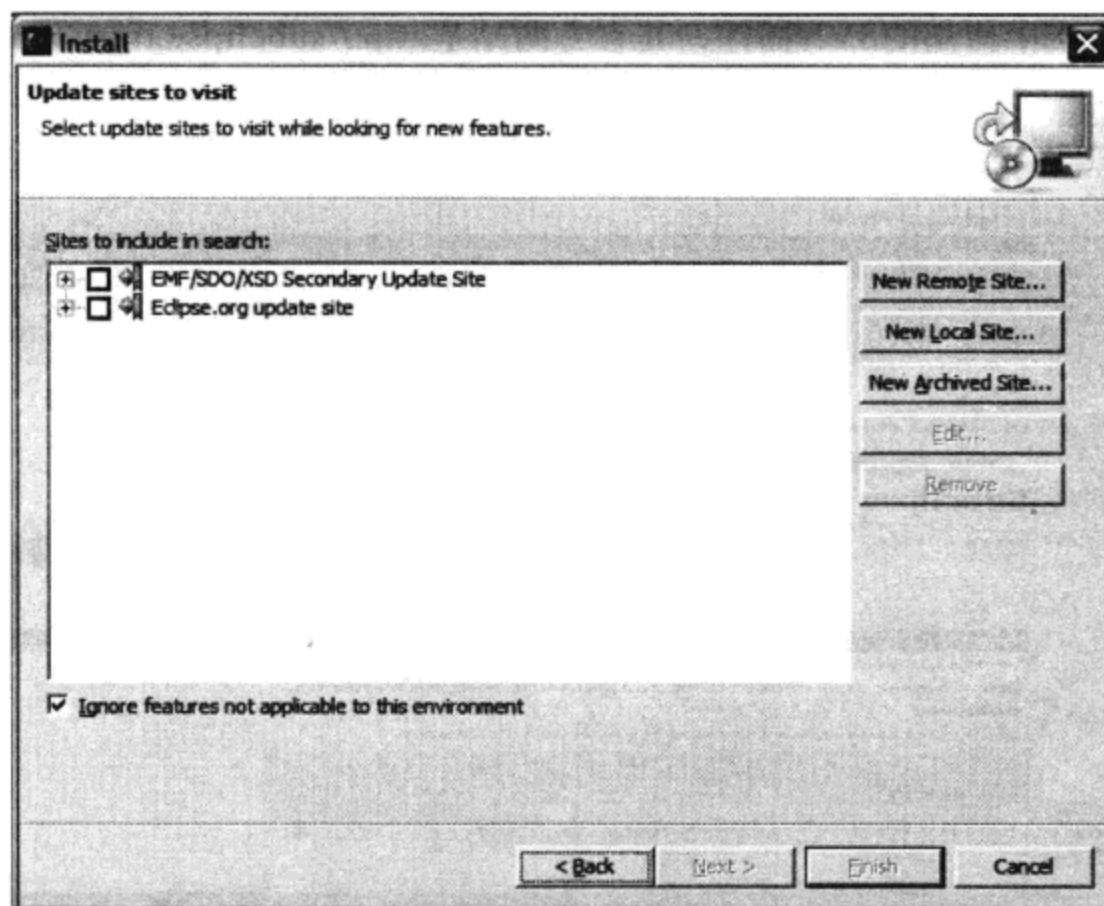 Install
Update sites to visit
Select update sites to visit while looking for new features.
Sites to include in search:
EMF/SDO/XSD Secondary Update Site
Eclipse.org update site
New Remote Site...
New Local Site...
New Archived Site...
Edit...
Remove
Ignore features not applicable to this environment
< Back
Next >
Finish
Cancel